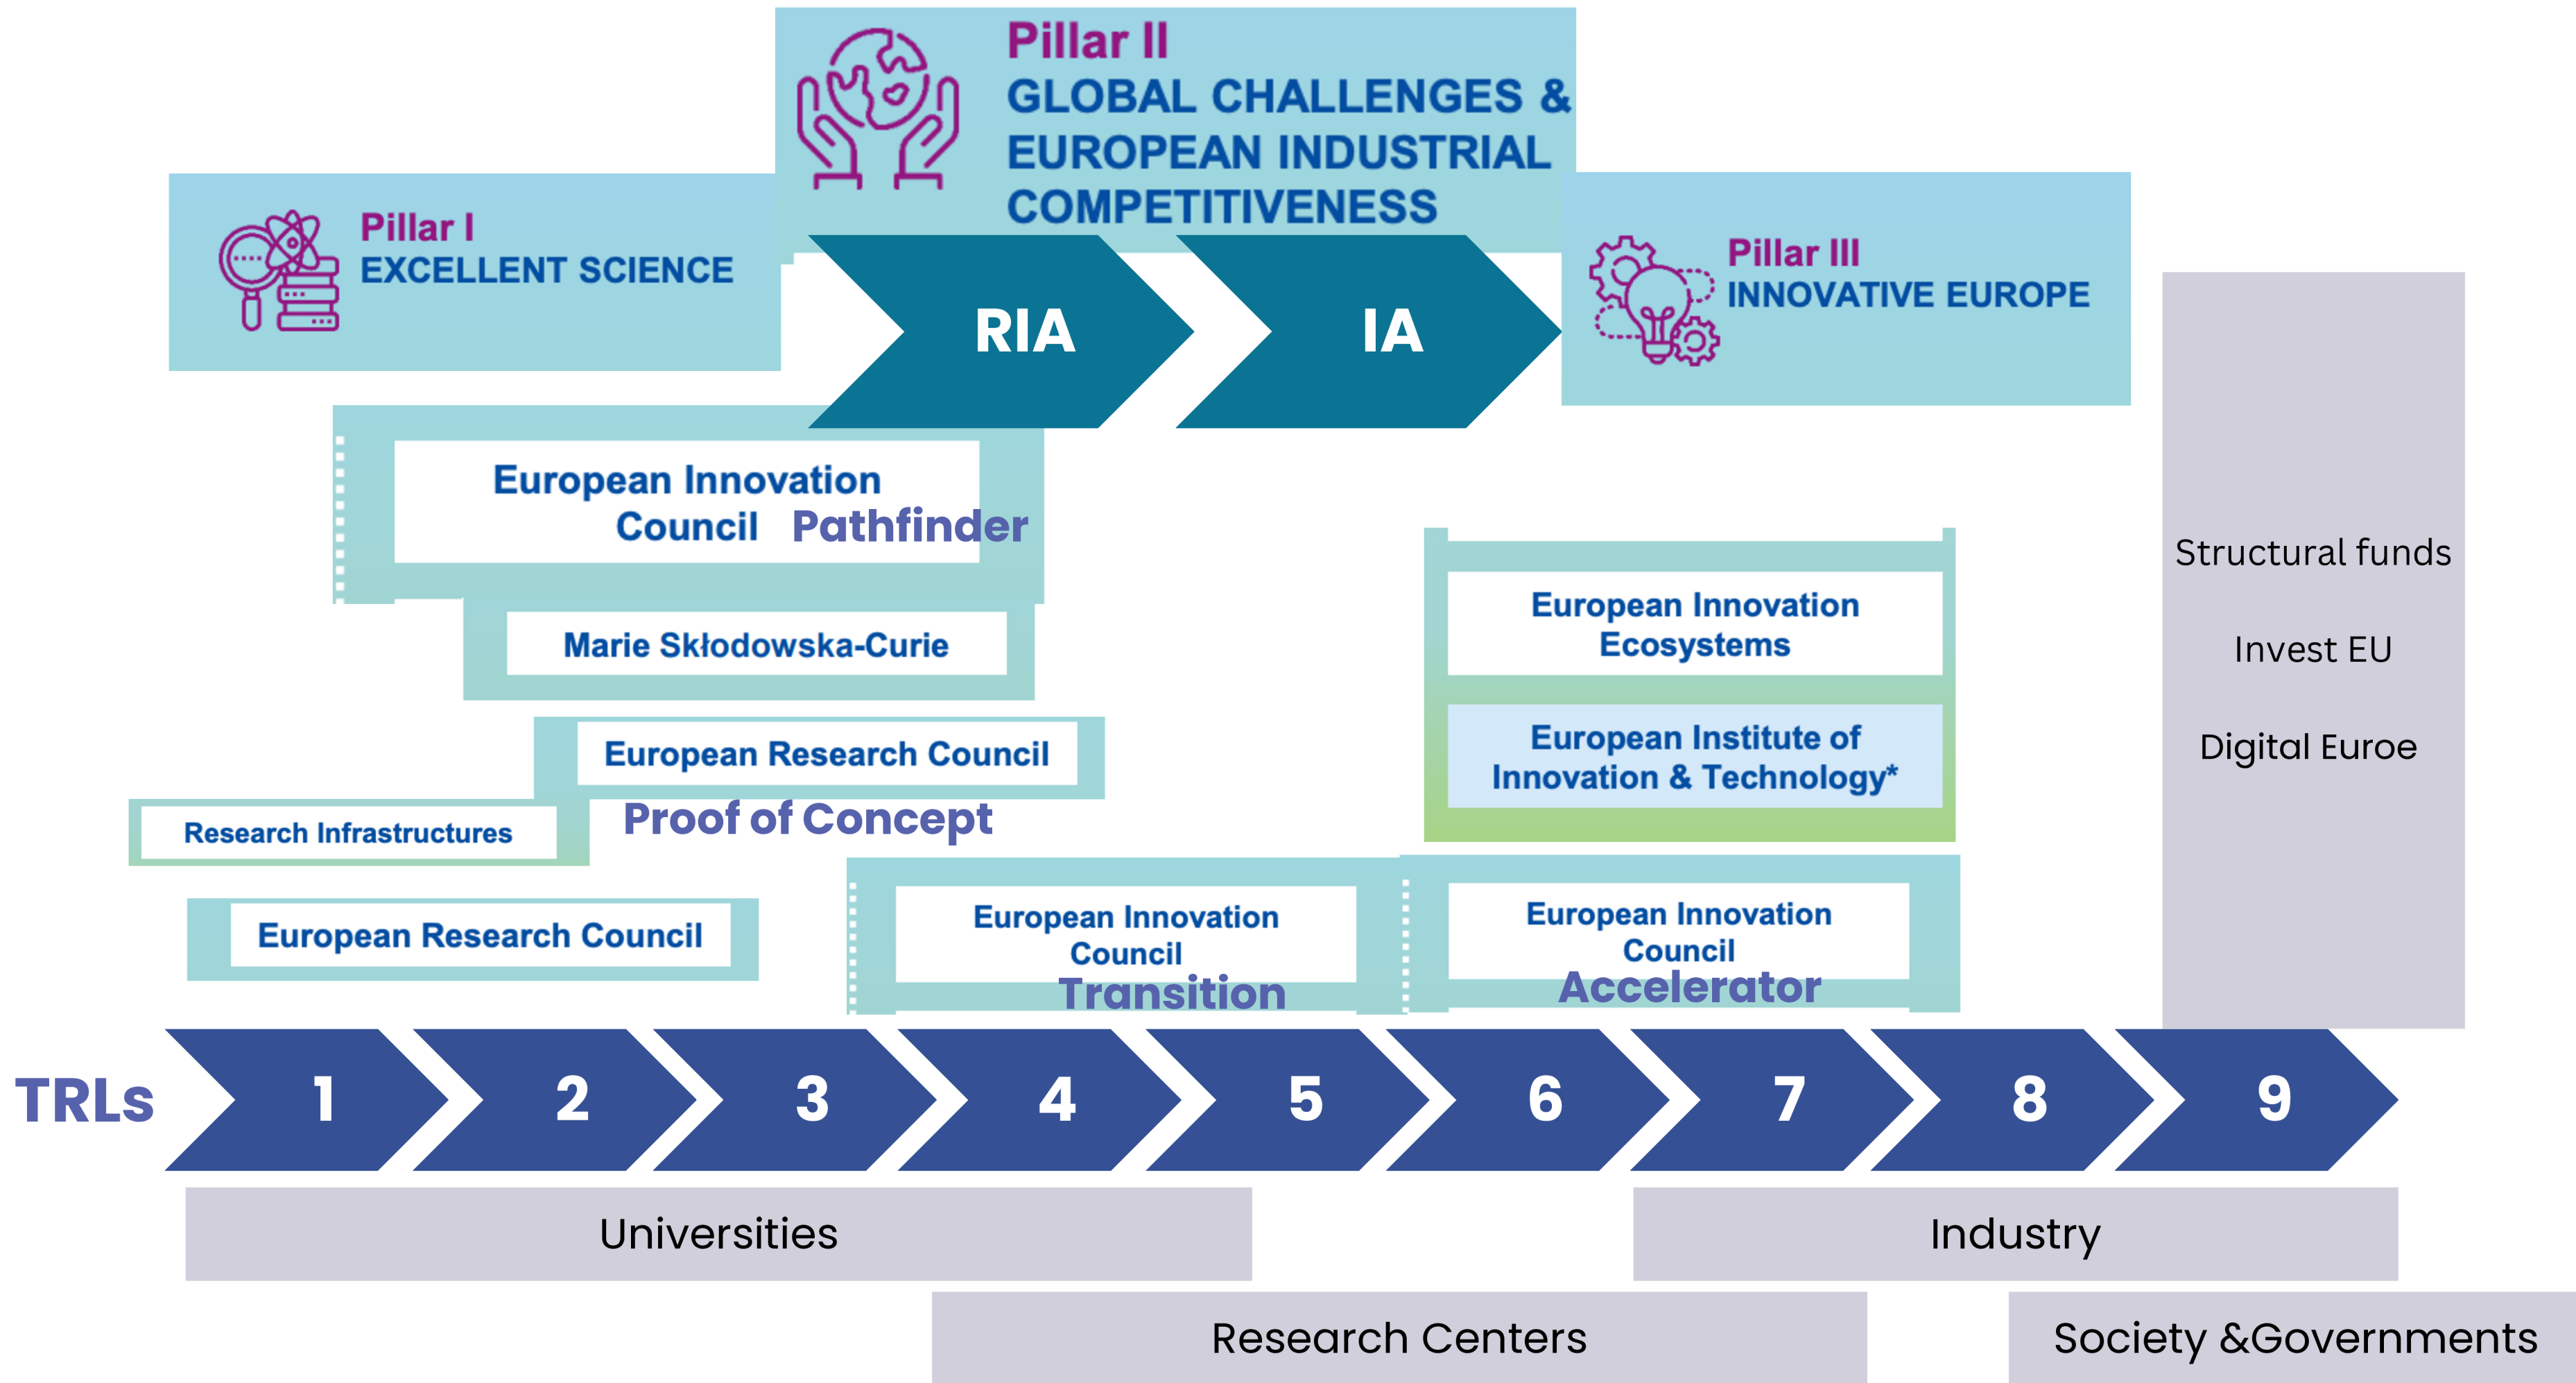 Pillar II
GLOBAL CHALLENGES &
EUROPEAN INDUSTRIAL
COMPETITIVENESS
Pillar I
EXCELLENT SCIENCE
Pillar III
INNOVATIVE EUROPE
RIA
IA
European Innovation
Council Pathfinder
Marie Skłodowska-Curie
European Research Council
Proof of Concept
Research Infrastructures
European Research Council
European Innovation
Ecosystems
European Institute of
Innovation & Technology*
European Innovation
Council
Transition
European Innovation
Council
Accelerator
Structural funds
Invest EU
Digital Euroe
TRLs
1
2
3
4
5
6
7
8
9
Universities
Industry
Research Centers
Society &Governments